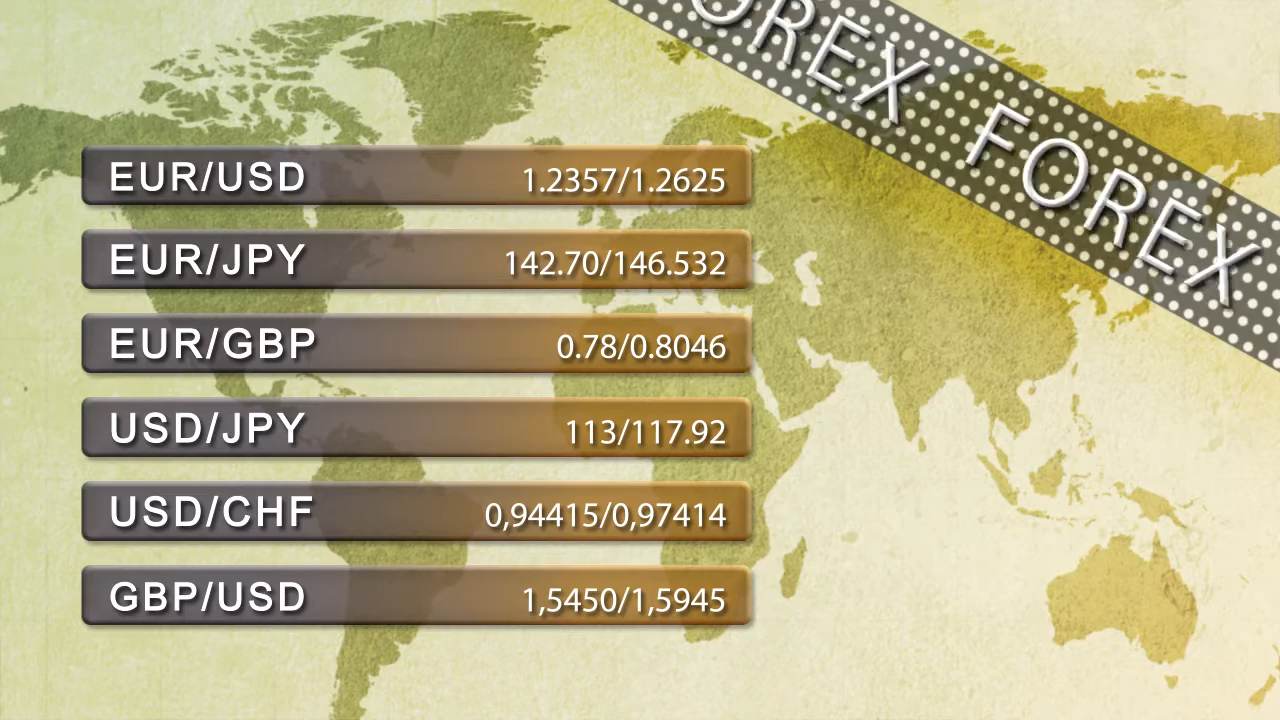 OREX FOREX
EUR/USD 1.2357/1.2625
EUR/JPY 142.70/146.532
EUR/GBP 0.78/0.8046
USD/JPY 113/117.92
USD/CHF 0,94415/0,97414
GBP/USD 1,5450/1,5945